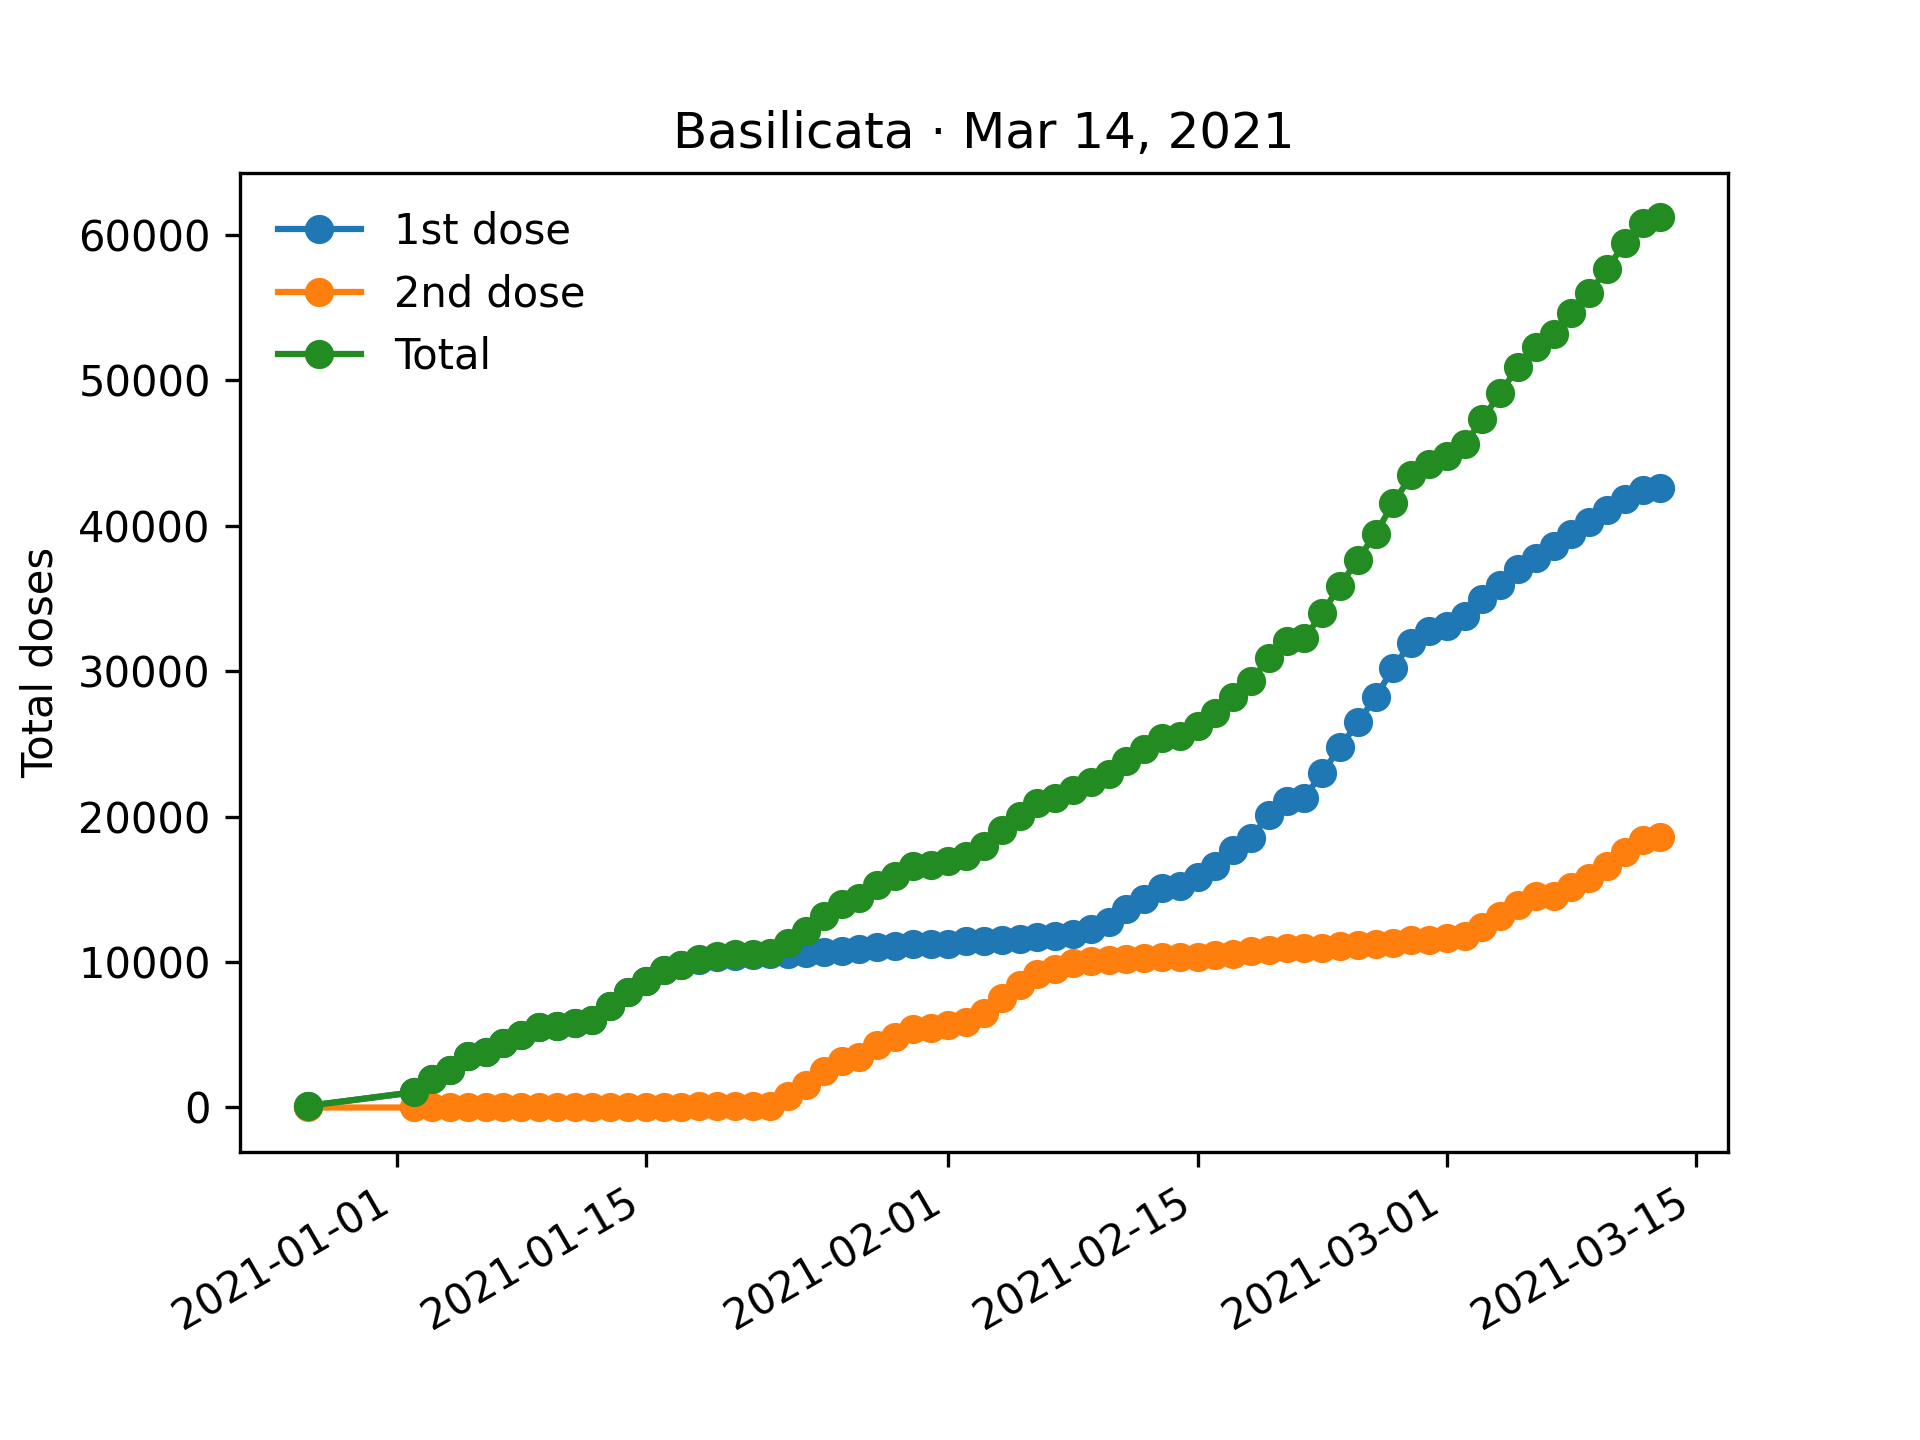 Basilicata · Mar 14, 2021
1st dose
2nd dose
Total
Total doses
60000
50000
40000
30000
20000
10000
0
2021-01-01
2021-01-15
2021-02-01
2021-02-15
2021-03-01
2021-03-15